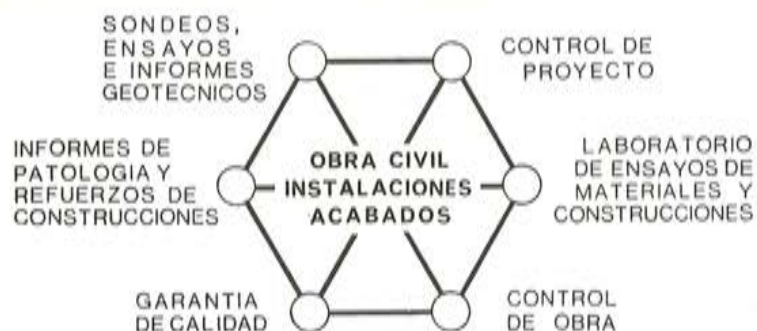 SONDEOS,
ENSAYOS
E INFORMES
GEOTECNICOS
CONTROL DE
PROYECTO
INFORMES DE
PATOLOGIA Y
REFUERZOS DE
CONSTRUCCIONES
OBRA CIVIL
INSTALACIONES
ACABADOS
LABORATORIO
DE ENSAYOS DE
MATERIALES Y
CONSTRUCCIONES
GARANTIA
DE CALIDAD
CONTROL
DE OBRA